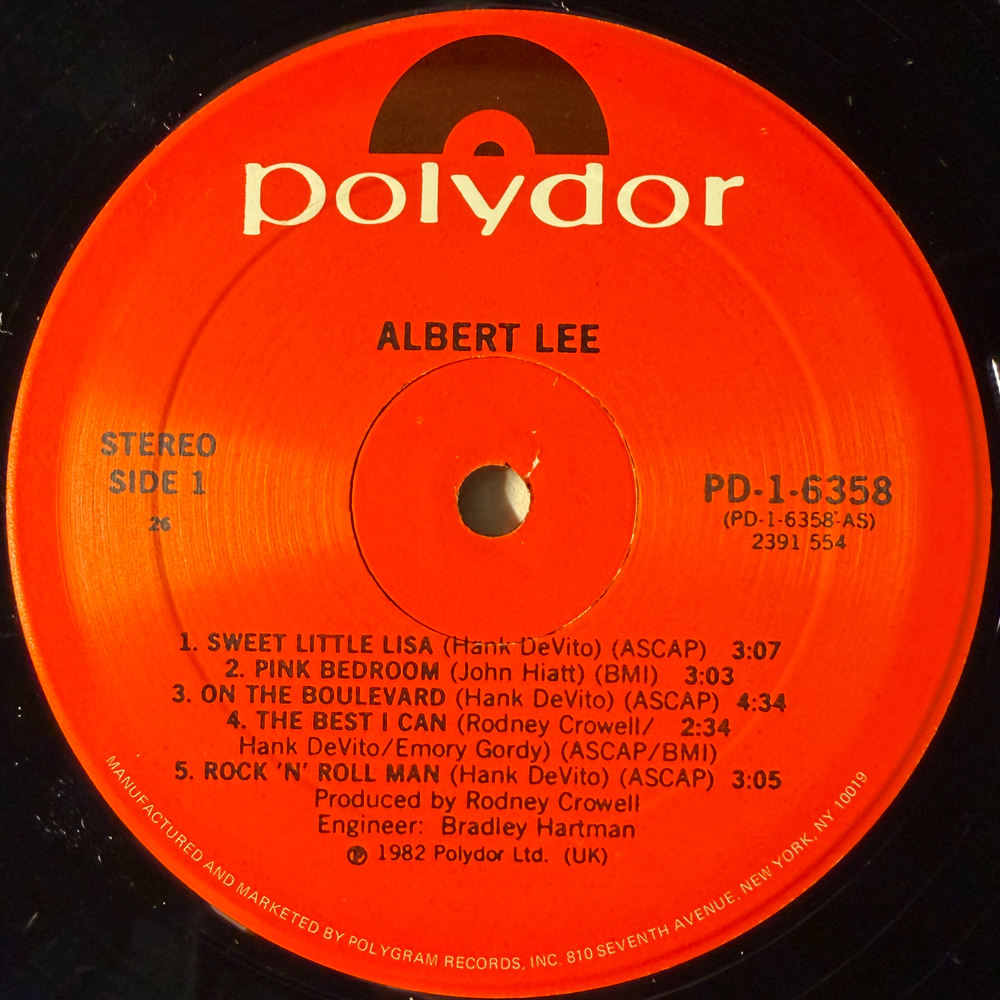 polydor
ALBERT LEE
STEREO
SIDE 1
26
PD-1-6358
(PD-1-6358-AS)
2391 554
1. SWEET LITTLE LISA (Hank DeVito) (ASCAP) 3:07
2. PINK BEDROOM (John Hiatt) (BMI) 3:03
3. ON THE BOULEVARD (Hank DeVito) (ASCAP) 4:34
4. THE BEST I CAN (Rodney Crowell/ 2:34
Hank DeVito/Emory Gordy) (ASCAP/BMI)
5. ROCK 'N' ROLL MAN (Hank DeVito) (ASCAP) 3:05
Produced by Rodney Crowell
Engineer: Bradley Hartman
℗ 1982 Polydor Ltd. (UK)
MANUFACTURED AND MARKETED BY POLYGRAM RECORDS, INC. 810 SEVENTH AVENUE, NEW YORK, NY 10019